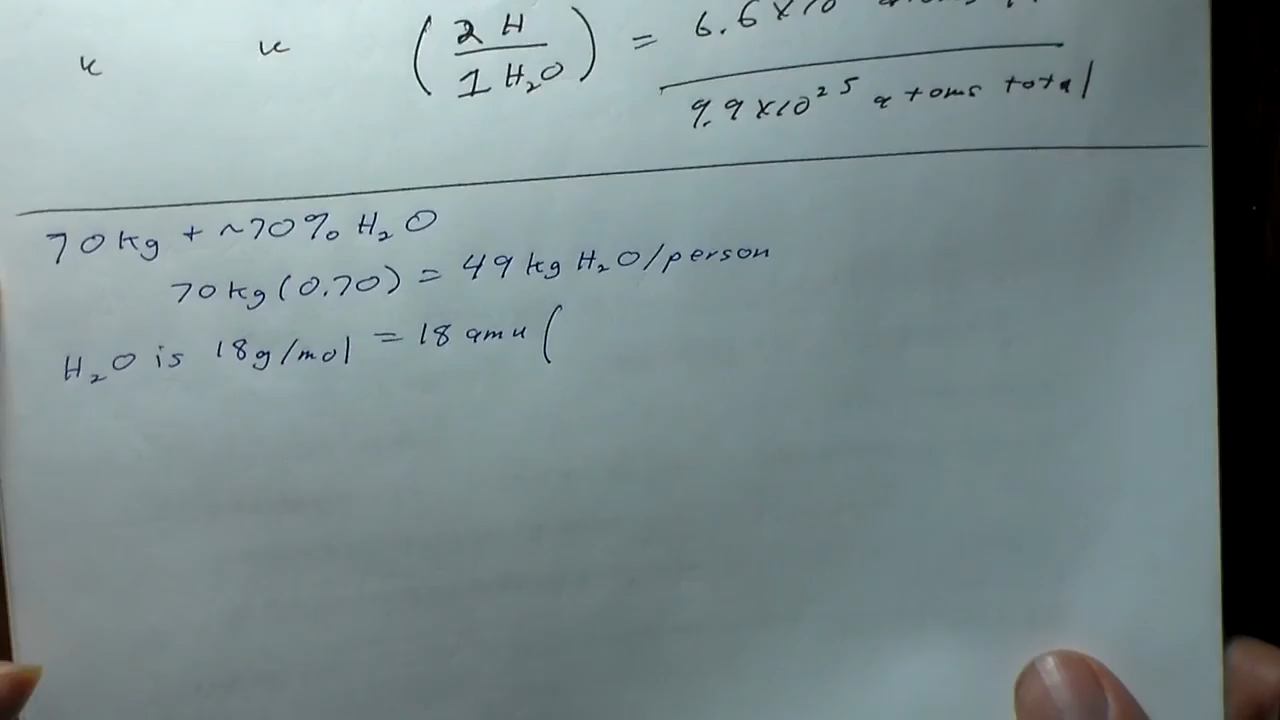 " " (2 H / 1 H₂O) = 6.6 × 10
9.9 × 10²⁵ atoms total
70 kg + ~70% H₂O
70 kg (0.70) = 49 kg H₂O/person
H₂O is 18 g/mol = 18 amu (